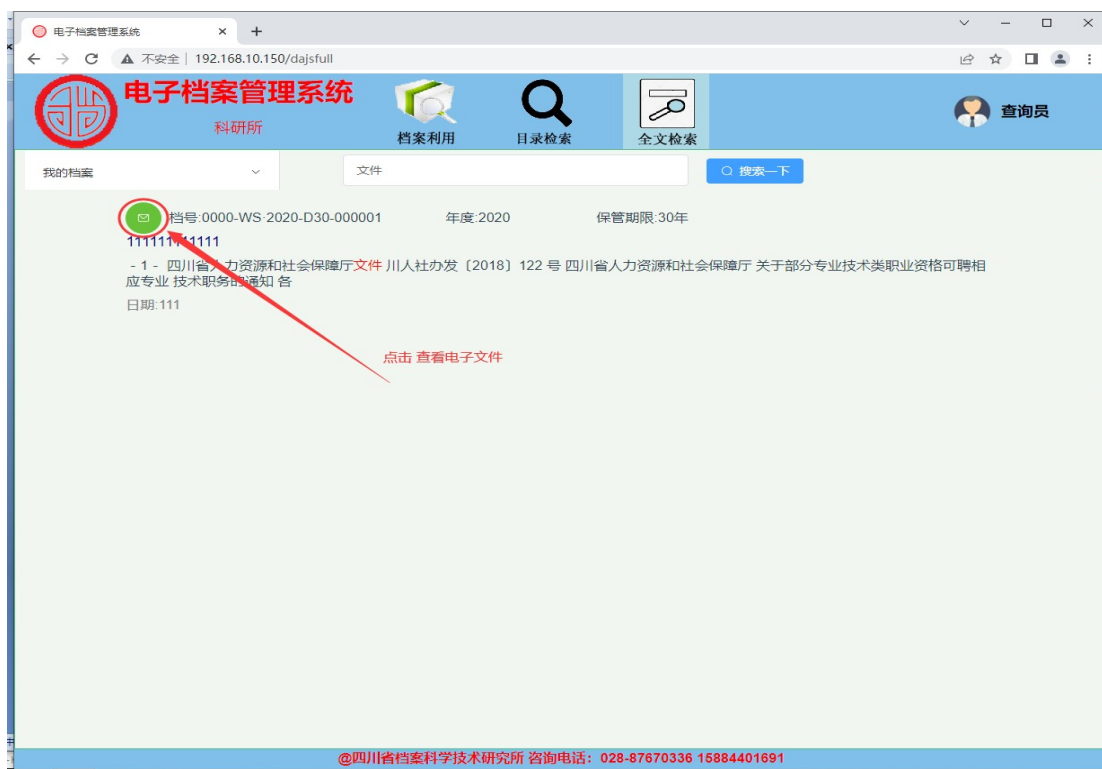 电子档案管理系统
不安全 | 192.168.10.150/dajsfull
电子档案管理系统
科研所
档案利用
目录检索
全文检索
查询员
我的档案
文件
搜索一下
档号:0000-WS·2020-D30-000001 年度:2020 保管期限:30年
111111111111
- 1 - 四川省人力资源和社会保障厅文件 川人社办发〔2018〕122 号 四川省人力资源和社会保障厅 关于部分专业技术类职业资格可聘相
应专业 技术职务的通知 各
日期:111
点击 查看电子文件
@四川省档案科学技术研究所 咨询电话：028-87670336 15884401691